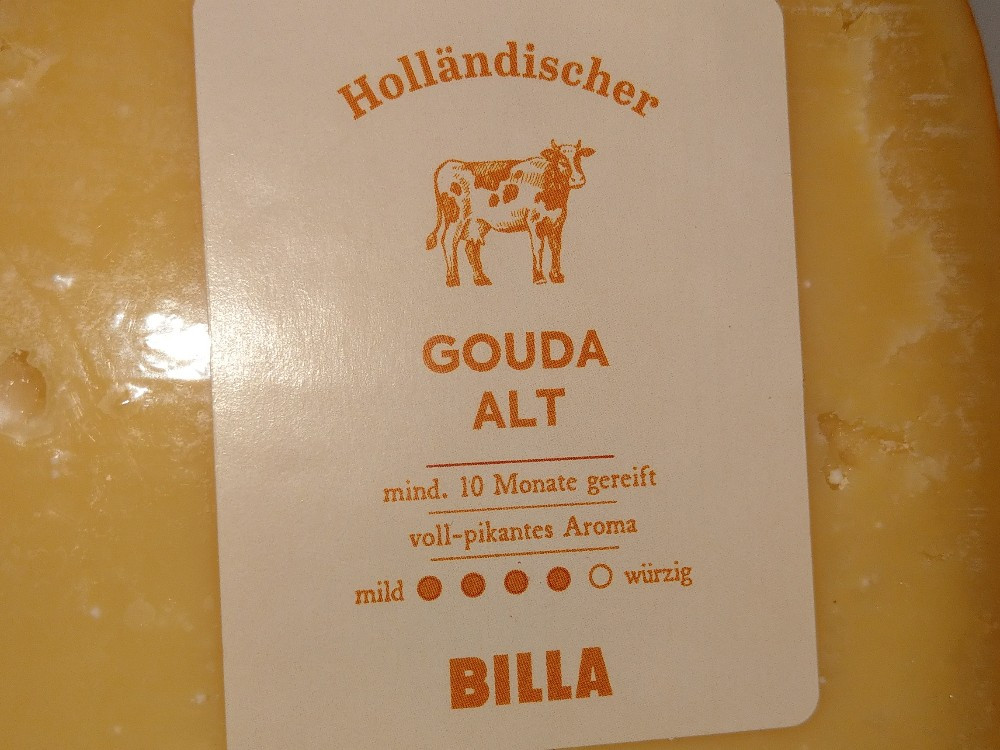 Holländischer
GOUDA
ALT
mind. 10 Monate gereift
voll-pikantes Aroma
mild würzig
BILLA